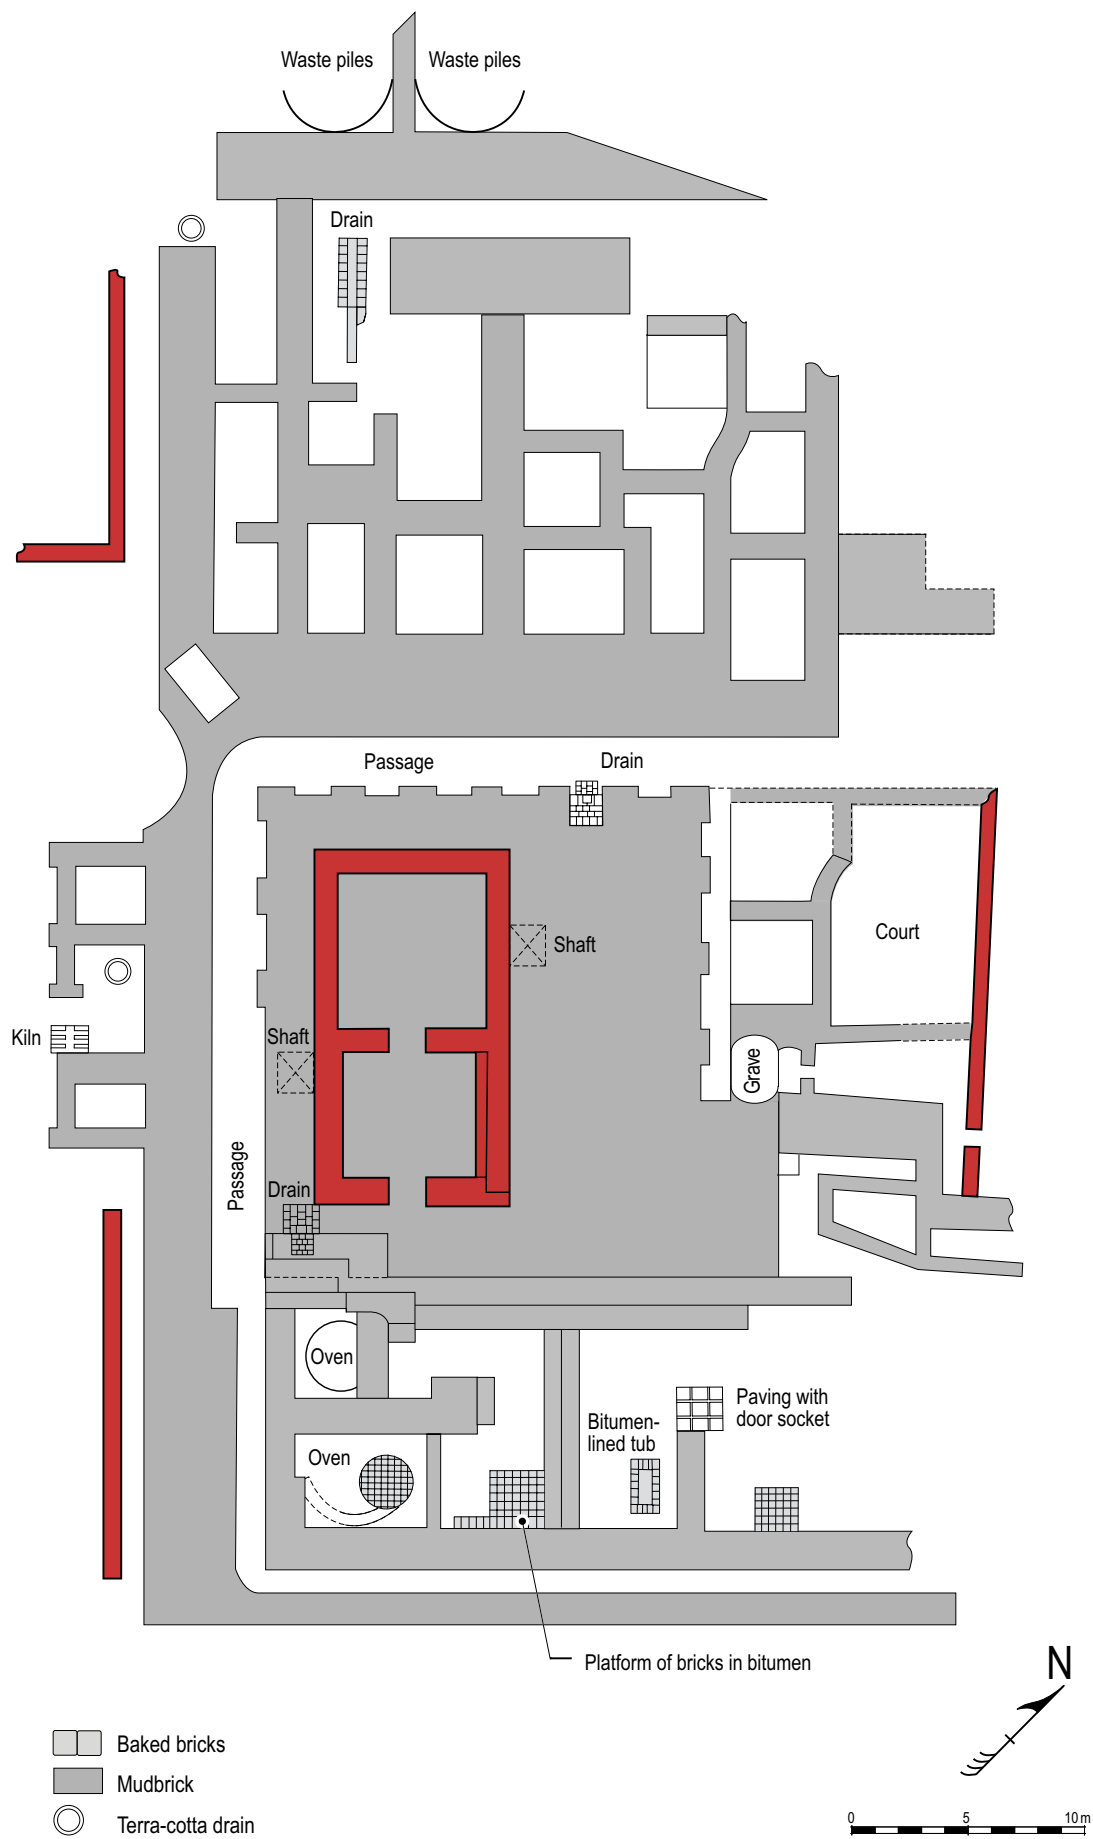 Waste piles
Waste piles
Drain
Passage
Drain
Court
Shaft
Kiln
Shaft
Grave
Passage
Drain
Oven
Paving with
door socket
Bitumen-
lined tub
Oven
Platform of bricks in bitumen
N
Baked bricks
Mudbrick
Terra-cotta drain
0 5 10 m